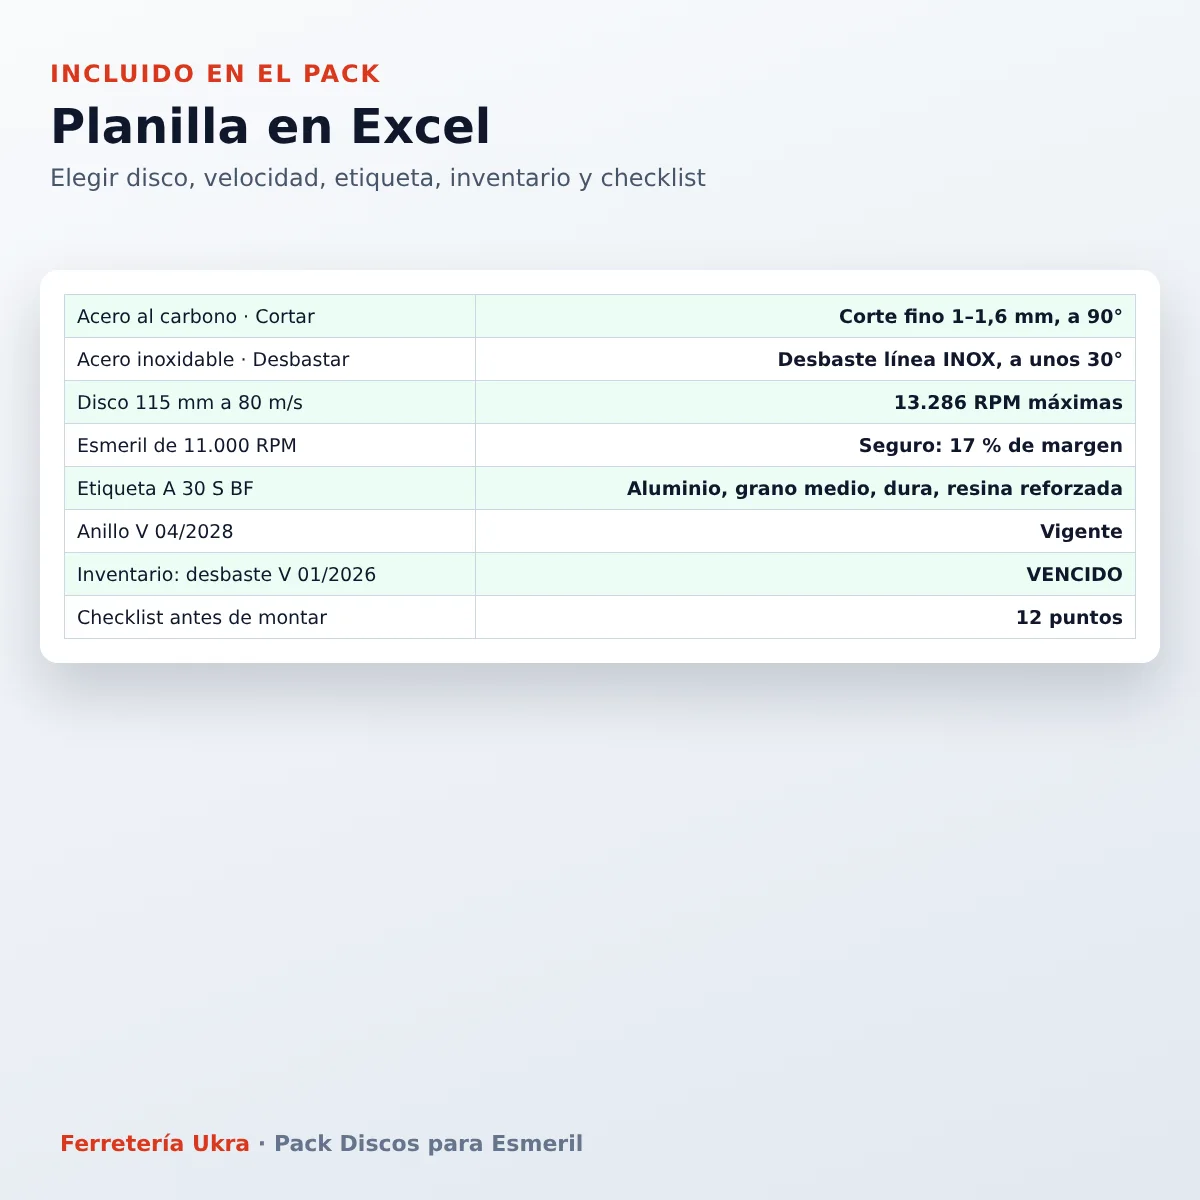 INCLUIDO EN EL PACK
Planilla en Excel
Elegir disco, velocidad, etiqueta, inventario y checklist
Acero al carbono · Cortar Corte fino 1–1,6 mm, a 90°
Acero inoxidable · Desbastar Desbaste línea INOX, a unos 30°
Disco 115 mm a 80 m/s 13.286 RPM máximas
Esmeril de 11.000 RPM Seguro: 17 % de margen
Etiqueta A 30 S BF Aluminio, grano medio, dura, resina reforzada
Anillo V 04/2028 Vigente
Inventario: desbaste V 01/2026 VENCIDO
Checklist antes de montar 12 puntos
Ferretería Ukra · Pack Discos para Esmeril